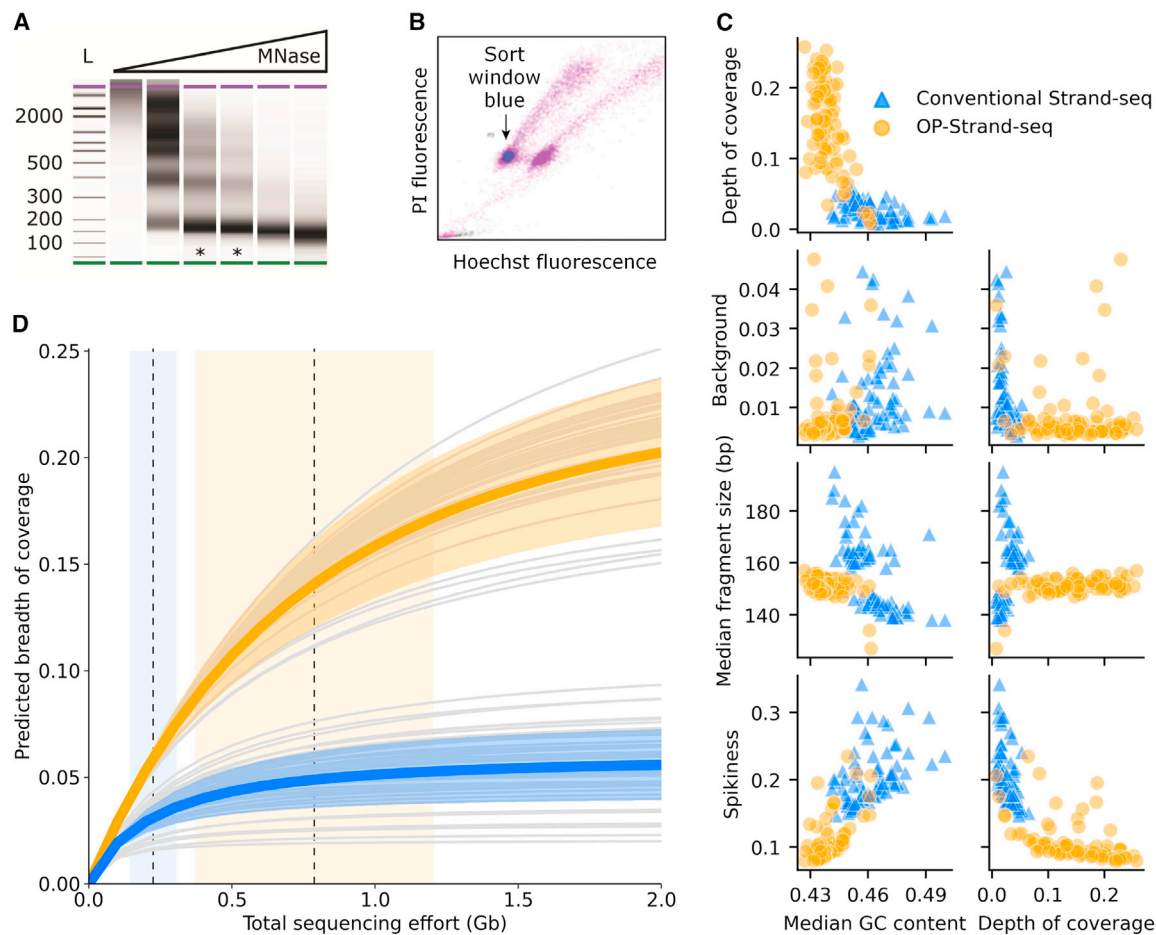 A
L
MNase
2000
500
300
200
100
*
*
B
Sort
window
blue
PI fluorescence
Hoechst fluorescence
C
Depth of coverage
0.2
0.1
0.0
Conventional Strand-seq
OP-Strand-seq
Background
0.04
0.03
0.02
0.01
Median fragment size (bp)
180
160
140
Spikiness
0.3
0.2
0.1
0.43
0.46
0.49
0.0
0.1
0.2
Median GC content
Depth of coverage
D
Predicted breadth of coverage
0.25
0.20
0.15
0.10
0.05
0.00
0.0
0.5
1.0
1.5
2.0
Total sequencing effort (Gb)